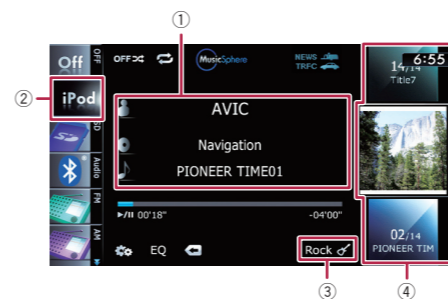 ①
Off
OFF
OFF
MusicSphere
NEWS
TRFC
14/14
6:55
Title7
②
iPod
AVIC
SD
Navigation
Audio
PIONEER TIME01
FM
►/II 00'18"
-04'00"
02/14
PIONEER TIM
AM
EQ
Rock
③
④